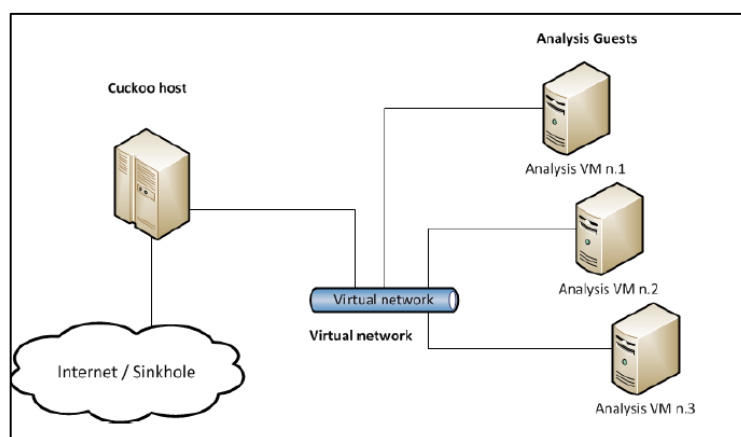 Analysis Guests
Cuckoo host
Analysis VM n.1
Analysis VM n.2
Virtual network
Virtual network
Internet / Sinkhole
Analysis VM n.3